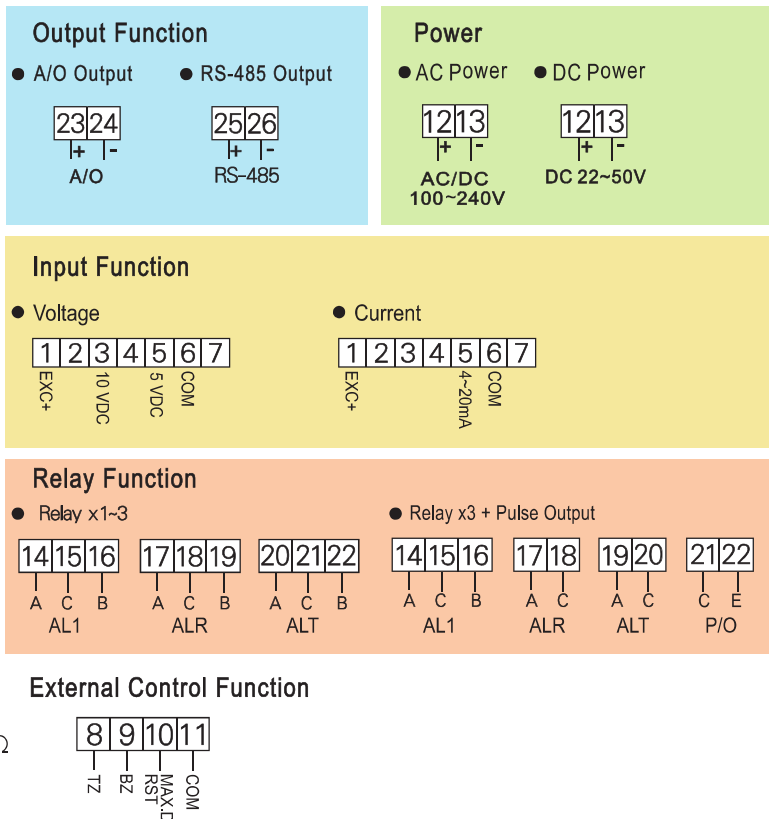 Output Function
● A/O Output ● RS-485 Output
23 24 25 26
+ - + -
A/O RS-485
Power
● AC Power ● DC Power
12 13 12 13
+ - + -
AC/DC DC 22~50V
100~240V
Input Function
● Voltage ● Current
1 2 3 4 5 6 7 1 2 3 4 5 6 7
EXC+ 10 VDC 5 VDC COM EXC+ 4~20mA COM
Relay Function
● Relay x1~3 ● Relay x3 + Pulse Output
14 15 16 17 18 19 20 21 22 14 15 16 17 18 19 20 21 22
A C B A C B A C B A C B A C A C C E
AL1 ALR ALT AL1 ALR ALT P/O
External Control Function
8 9 10 11
TZ BZ RST MAX.D COM